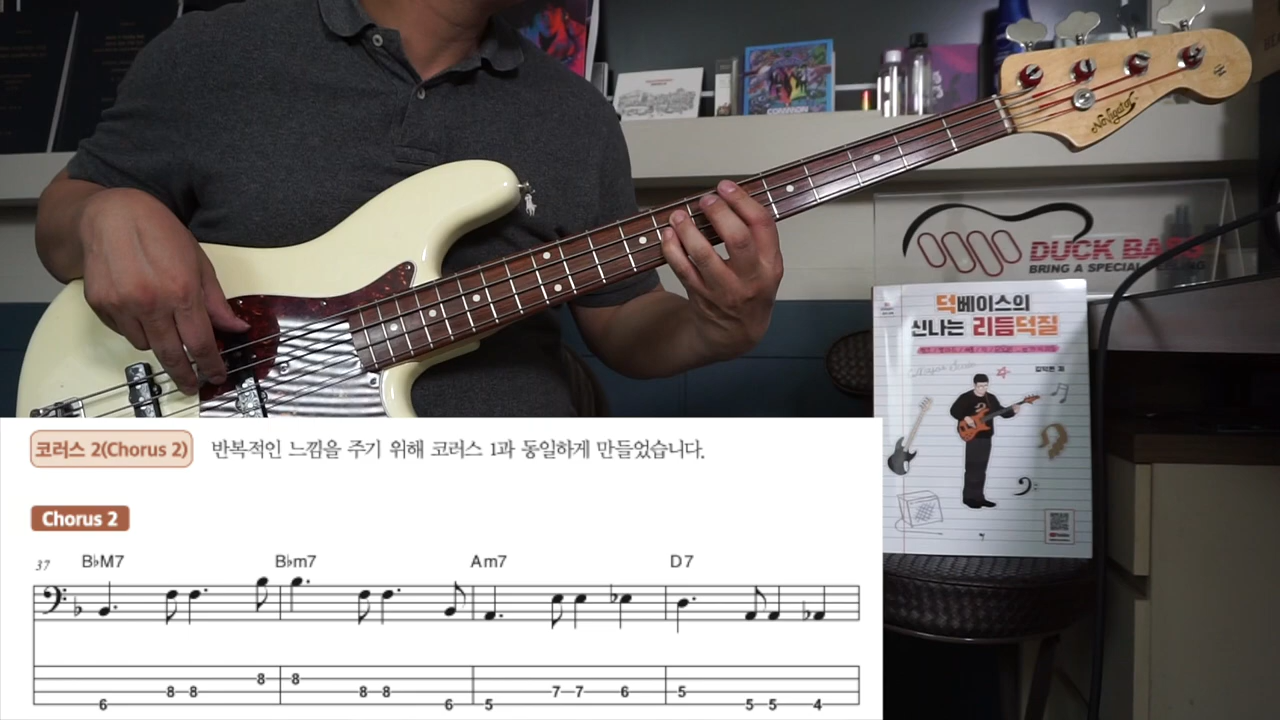 Navigator
DUCK BASS
BRING A SPECIAL FEELING
덕베이스의
신나는 리듬덕질
코러스 2(Chorus 2) 반복적인 느낌을 주기 위해 코러스 1과 동일하게 만들었습니다.
Chorus 2
37 B♭M7 B♭m7 Am7 D7
8 8
8 8 8 8 7 7 6 5
6 6 5 5 5 4